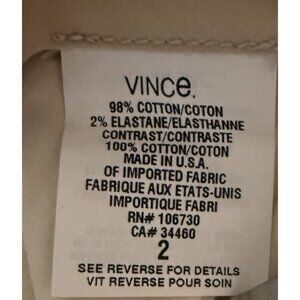 VINCE.
98% COTTON/COTON
2% ELASTANE/ELASTHANNE
CONTRAST/CONTRASTE
100% COTTON/COTON
MADE IN U.S.A.
OF IMPORTED FABRIC
FABRIQUE AUX ETATS-UNIS
IMPORTIQUE FABRI
RN# 106730
CA# 34460
2
SEE REVERSE FOR DETAILS
VIT REVERSE POUR SOIN